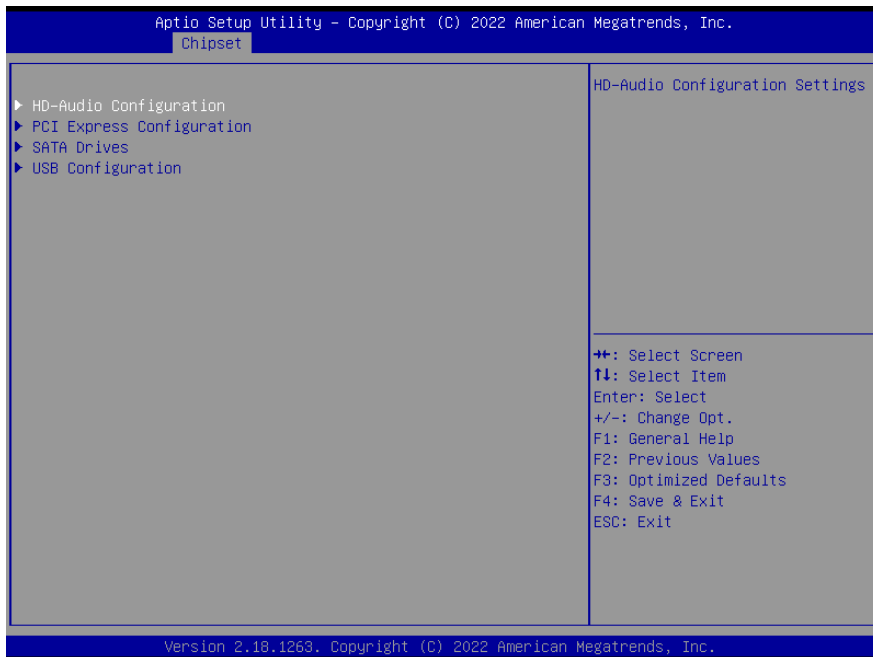 Aptio Setup Utility – Copyright (C) 2022 American Megatrends, Inc.
Chipset
HD-Audio Configuration
PCI Express Configuration
SATA Drives
USB Configuration
HD-Audio Configuration Settings
→←: Select Screen
↑↓: Select Item
Enter: Select
+/-: Change Opt.
F1: General Help
F2: Previous Values
F3: Optimized Defaults
F4: Save & Exit
ESC: Exit
Version 2.18.1263. Copyright (C) 2022 American Megatrends, Inc.